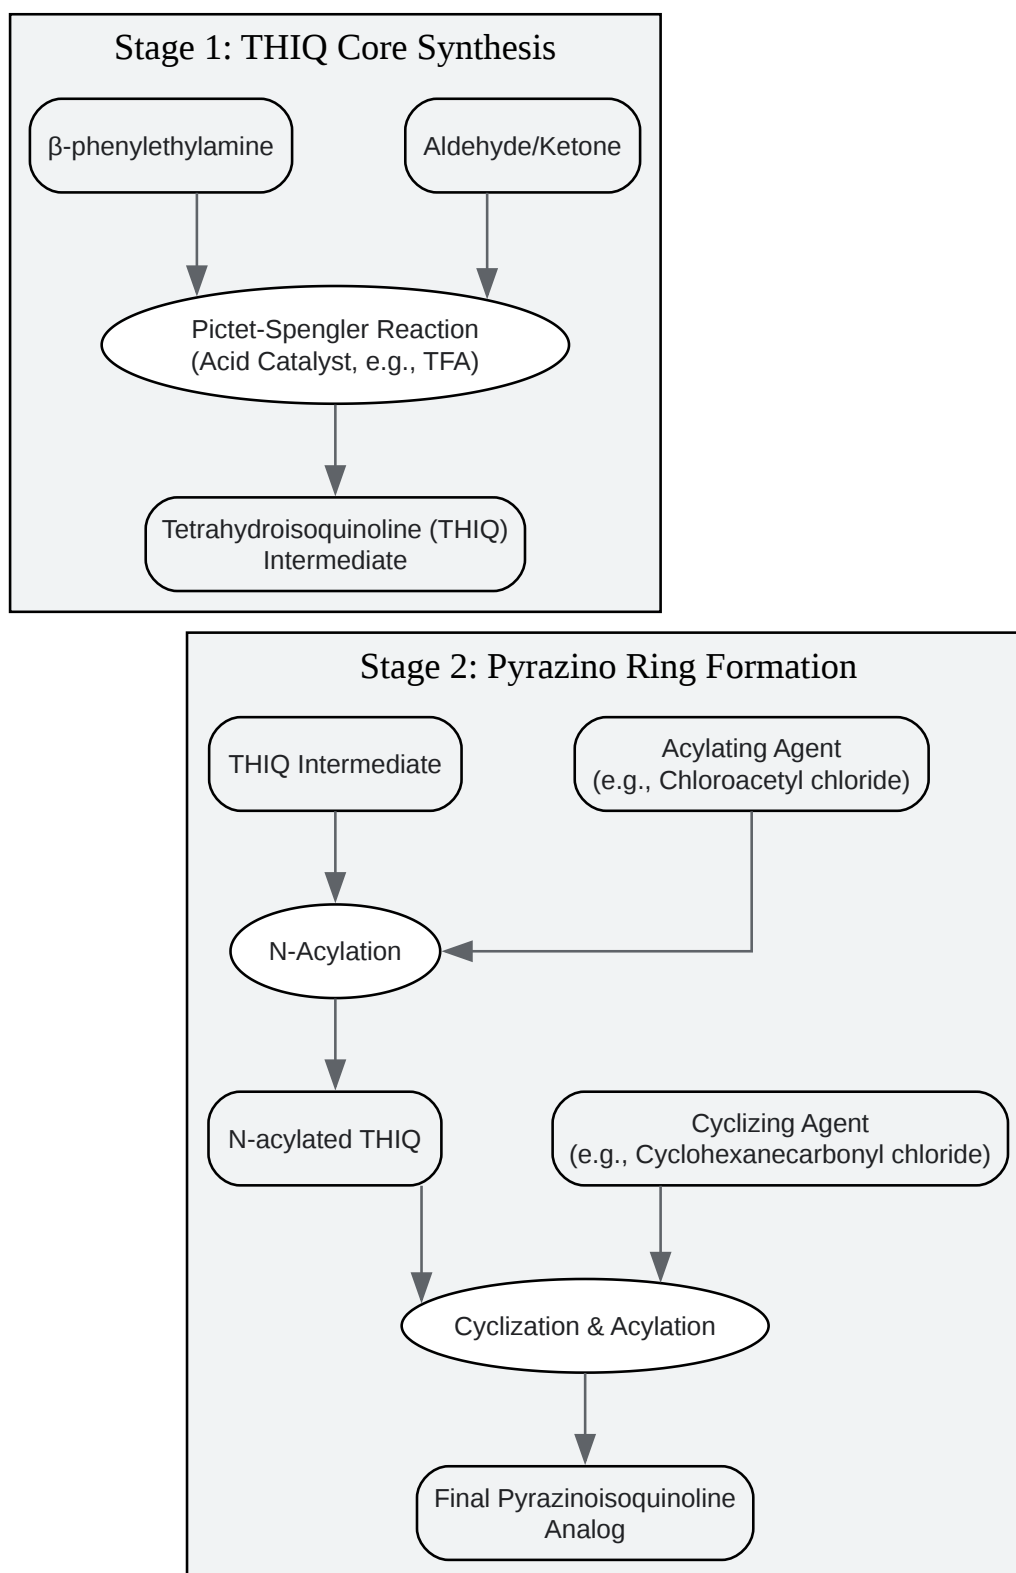 Stage 1: THIQ Core Synthesis
β-phenylethylamine
Aldehyde/Ketone
Pictet-Spengler Reaction
(Acid Catalyst, e.g., TFA)
Tetrahydroisoquinoline (THIQ)
Intermediate
Stage 2: Pyrazino Ring Formation
THIQ Intermediate
Acylating Agent
(e.g., Chloroacetyl chloride)
N-Acylation
N-acylated THIQ
Cyclizing Agent
(e.g., Cyclohexanecarbonyl chloride)
Cyclization & Acylation
Final Pyrazinoisoquinoline
Analog